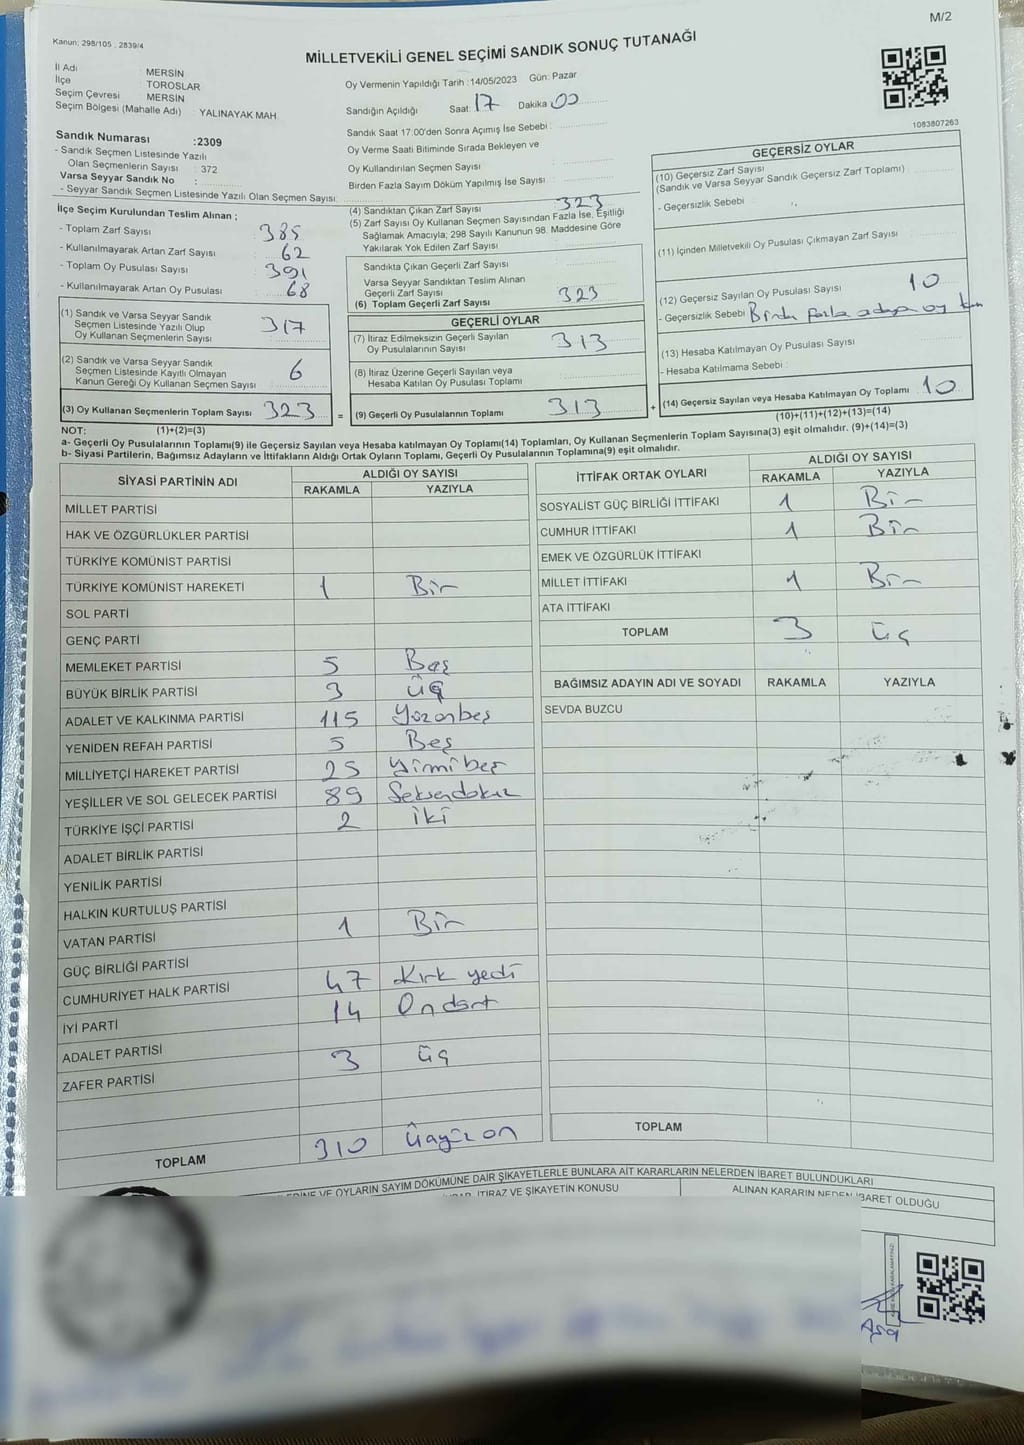 M/2
Kanun; 298/105 , 2839/4
MİLLETVEKİLİ GENEL SEÇİMİ SANDIK SONUÇ TUTANAĞI
İl Adı : MERSİN
İlçe : TOROSLAR
Seçim Çevresi : MERSİN
Seçim Bölgesi (Mahalle Adı) : YALINAYAK MAH.
Oy Vermenin Yapıldığı Tarih :14/05/2023 Gün: Pazar
Sandığın Açıldığı Saat: 17 Dakika 00
Sandık Saat 17:00'den Sonra Açılmış İse Sebebi :
Oy Verme Saati Bitiminde Sırada Bekleyen ve
Oy Kullandırılan Seçmen Sayısı :
Birden Fazla Sayım Döküm Yapılmış İse Sayısı :
1083807263
Sandık Numarası :2309
- Sandık Seçmen Listesinde Yazılı
Olan Seçmenlerin Sayısı : 372
Varsa Seyyar Sandık No :
- Seyyar Sandık Seçmen Listesinde Yazılı Olan Seçmen Sayısı:
İlçe Seçim Kurulundan Teslim Alınan ;
- Toplam Zarf Sayısı 385
- Kullanılmayarak Artan Zarf Sayısı 62
- Toplam Oy Pusulası Sayısı 391
- Kullanılmayarak Artan Oy Pusulası 68
(4) Sandıktan Çıkan Zarf Sayısı 323
(5) Zarf Sayısı Oy Kullanan Seçmen Sayısından Fazla İse, Eşitliği
Sağlamak Amacıyla; 298 Sayılı Kanunun 98. Maddesine Göre
Yakılarak Yok Edilen Zarf Sayısı
Sandıkta Çıkan Geçerli Zarf Sayısı
Varsa Seyyar Sandıktan Teslim Alınan
Geçerli Zarf Sayısı
(6) Toplam Geçerli Zarf Sayısı 323
GEÇERSİZ OYLAR
(10) Geçersiz Zarf Sayısı
(Sandık ve Varsa Seyyar Sandık Geçersiz Zarf Toplamı)
- Geçersizlik Sebebi :
(11) İçinden Milletvekili Oy Pusulası Çıkmayan Zarf Sayısı
(12) Geçersiz Sayılan Oy Pusulası Sayısı 10
- Geçersizlik Sebebi : Birden fazla adaya oy
(13) Hesaba Katılmayan Oy Pusulası Sayısı
- Hesaba Katılmama Sebebi :
(14) Geçersiz Sayılan veya Hesaba Katılmayan Oy Toplamı 10
(10)+(11)+(12)+(13)=(14)
(1) Sandık ve Varsa Seyyar Sandık
Seçmen Listesinde Yazılı Olup
Oy Kullanan Seçmenlerin Sayısı 317
(2) Sandık ve Varsa Seyyar Sandık
Seçmen Listesinde Kayıtlı Olmayan
Kanun Gereği Oy Kullanan Seçmen Sayısı 6
(3) Oy Kullanan Seçmenlerin Toplam Sayısı 323 =
(1)+(2)=(3)
GEÇERLİ OYLAR
(7) İtiraz Edilmeksizin Geçerli Sayılan
Oy Pusulalarının Sayısı 313
(8) İtiraz Üzerine Geçerli Sayılan veya
Hesaba Katılan Oy Pusulası Toplamı
(9) Geçerli Oy Pusulalarının Toplamı 313 +
NOT:
a- Geçerli Oy Pusulalarının Toplamı(9) ile Geçersiz Sayılan veya Hesaba katılmayan Oy Toplamı(14) Toplamları, Oy Kullanan Seçmenlerin Toplam Sayısına(3) eşit olmalıdır. (9)+(14)=(3)
b- Siyasi Partilerin, Bağımsız Adayların ve İttifakların Aldığı Ortak Oyların Toplamı, Geçerli Oy Pusulalarının Toplamına(9) eşit olmalıdır.
SİYASİ PARTİNİN ADI ALDIĞI OY SAYISI
RAKAMLA YAZIYLA
MİLLET PARTİSİ
HAK VE ÖZGÜRLÜKLER PARTİSİ
TÜRKİYE KOMÜNİST PARTİSİ
TÜRKİYE KOMÜNİST HAREKETİ 1 Bir
SOL PARTİ
GENÇ PARTİ
MEMLEKET PARTİSİ 5 Beş
BÜYÜK BİRLİK PARTİSİ 3 Üç
ADALET VE KALKINMA PARTİSİ 115 Yüzonbeş
YENİDEN REFAH PARTİSİ 5 Beş
MİLLİYETÇİ HAREKET PARTİSİ 25 Yirmibeş
YEŞİLLER VE SOL GELECEK PARTİSİ 89 Seksendokuz
TÜRKİYE İŞÇİ PARTİSİ 2 İki
ADALET BİRLİK PARTİSİ
YENİLİK PARTİSİ
HALKIN KURTULUŞ PARTİSİ
VATAN PARTİSİ 1 Bir
GÜÇ BİRLİĞİ PARTİSİ
CUMHURİYET HALK PARTİSİ 47 Kırk yedi
İYİ PARTİ 14 Ondört
ADALET PARTİSİ
ZAFER PARTİSİ 3 Üç
TOPLAM 310 Üçyüz on
İTTİFAK ORTAK OYLARI ALDIĞI OY SAYISI
RAKAMLA YAZIYLA
SOSYALİST GÜÇ BİRLİĞİ İTTİFAKI 1 Bir
CUMHUR İTTİFAKI 1 Bir
EMEK VE ÖZGÜRLÜK İTTİFAKI
MİLLET İTTİFAKI 1 Bir
ATA İTTİFAKI
TOPLAM 3 Üç
BAĞIMSIZ ADAYIN ADI VE SOYADI RAKAMLA YAZIYLA
SEVDA BUZCU
TOPLAM
VE OYLARIN SAYIM DÖKÜMÜNE DAİR ŞİKAYETLERLE BUNLARA AİT KARARLARIN NELERDEN İBARET BULUNDUKLARI
İTİRAZ VE ŞİKAYETİN KONUSU ALINAN KARARIN NEDEN İBARET OLDUĞU